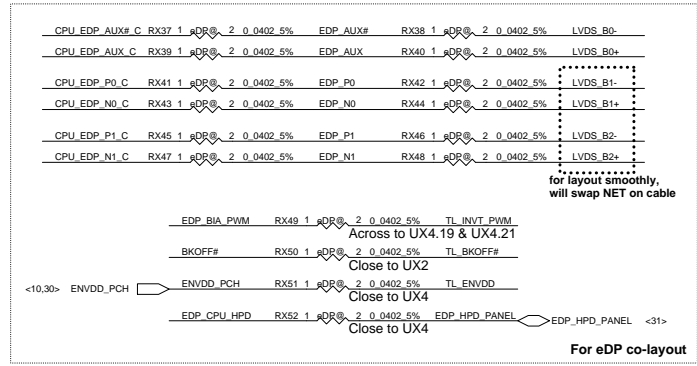 CPU_EDP_AUX#_C RX37 1 eDP@ 2 0_0402_5% EDP_AUX# RX38 1 eDP@ 2 0_0402_5% LVDS_B0-
CPU_EDP_AUX_C RX39 1 eDP@ 2 0_0402_5% EDP_AUX RX40 1 eDP@ 2 0_0402_5% LVDS_B0+
CPU_EDP_P0_C RX41 1 eDP@ 2 0_0402_5% EDP_P0 RX42 1 eDP@ 2 0_0402_5% LVDS_B1-
CPU_EDP_N0_C RX43 1 eDP@ 2 0_0402_5% EDP_N0 RX44 1 eDP@ 2 0_0402_5% LVDS_B1+
CPU_EDP_P1_C RX45 1 eDP@ 2 0_0402_5% EDP_P1 RX46 1 eDP@ 2 0_0402_5% LVDS_B2-
CPU_EDP_N1_C RX47 1 eDP@ 2 0_0402_5% EDP_N1 RX48 1 eDP@ 2 0_0402_5% LVDS_B2+
for layout smoothly,
will swap NET on cable
EDP_BIA_PWM RX49 1 eDP@ 2 0_0402_5% TL_INVT_PWM
Across to UX4.19 & UX4.21
BKOFF# RX50 1 eDP@ 2 0_0402_5% TL_BKOFF#
Close to UX2
<10,30> ENVDD_PCH ENVDD_PCH RX51 1 eDP@ 2 0_0402_5% TL_ENVDD
Close to UX4
EDP_CPU_HPD RX52 1 eDP@ 2 0_0402_5% EDP_HPD_PANEL EDP_HPD_PANEL <31>
Close to UX4
For eDP co-layout